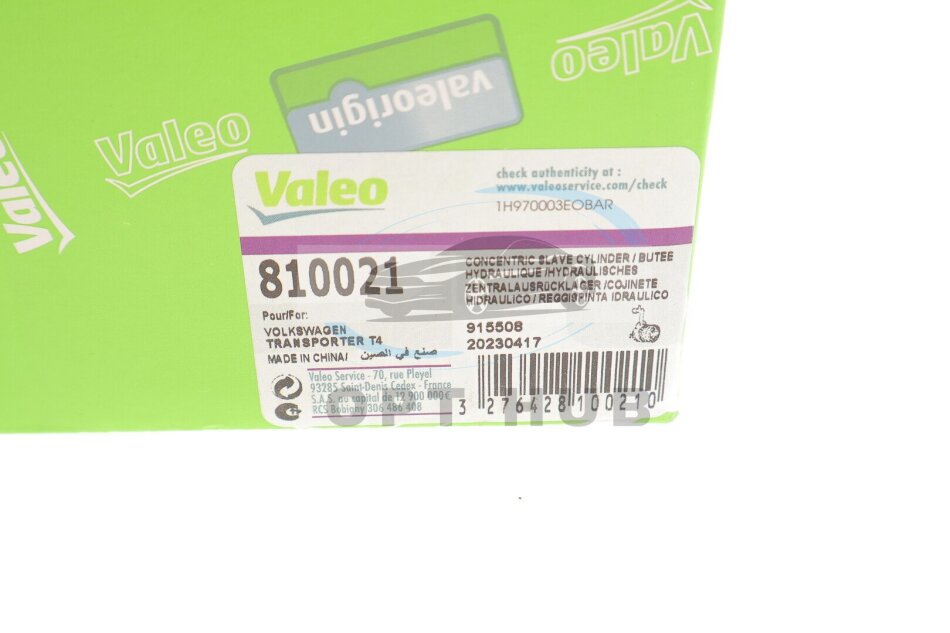 Valeo
valeorigin
Valeo
Valeo
Valeo
check authenticity at :
www.valeoservice.com/check
1H970003EOBAR
810021
CONCENTRIC SLAVE CYLINDER / BUTEE
HYDRAULIQUE /HYDRAULISCHES
ZENTRALAUSRÜCKLAGER /COJINETE
HIDRAULICO / REGGISPINTA IDRAULICO
Pour/For:
VOLKSWAGEN
TRANSPORTER T4
MADE IN CHINA/ صنع في الصين
915508
20230417
Valeo Service - 70, rue Pleyel
93285 Saint-Denis Cedex - France
S.A.S. au capital de 12 900 000 €
RCS Bobigny 306 486 408
3 276428 100210
OPT HUB